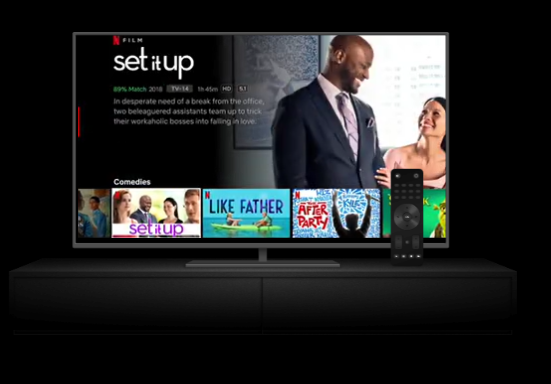 N FILM
set it up
89% Match 2018 TV-14 1h 45m HD 5.1
In desperate need of a break from the office,
two beleaguered assistants team up to trick
their workaholic bosses into falling in love.
Comedies
set it up
N LIKE FATHER
N THE AFTER PARTY